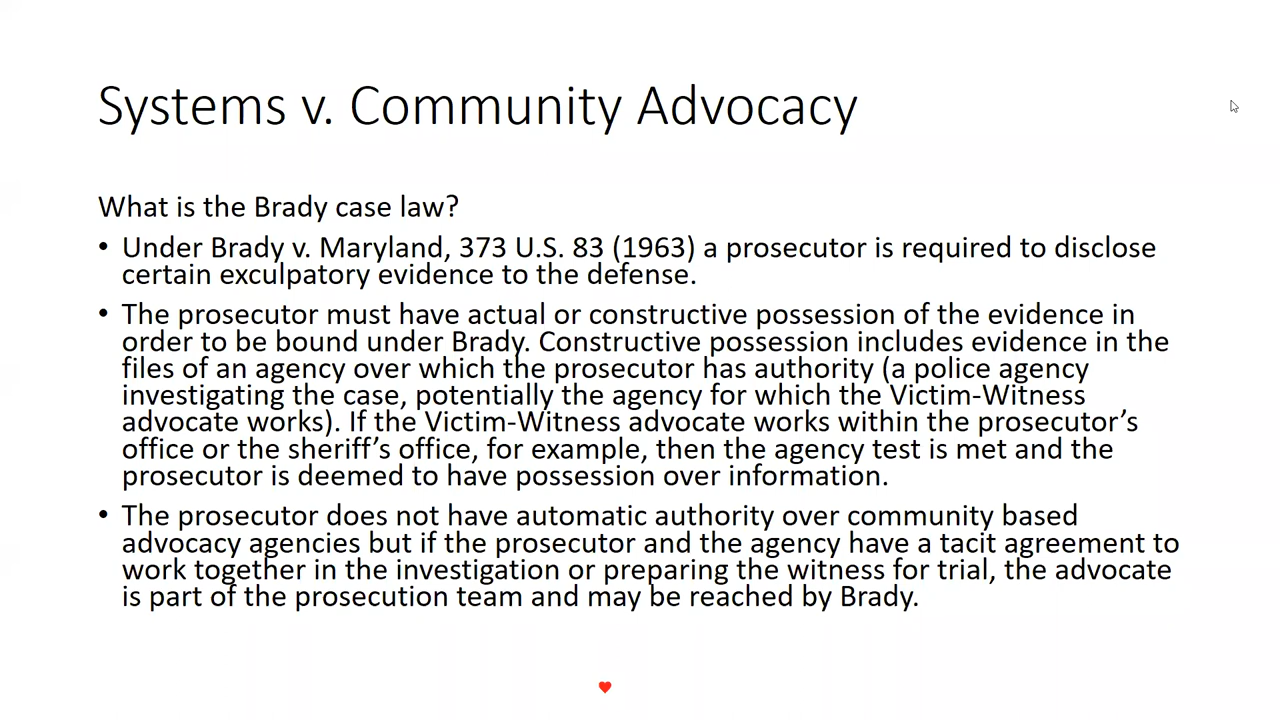 Systems v. Community Advocacy
What is the Brady case law?
• Under Brady v. Maryland, 373 U.S. 83 (1963) a prosecutor is required to disclose
certain exculpatory evidence to the defense.
• The prosecutor must have actual or constructive possession of the evidence in
order to be bound under Brady. Constructive possession includes evidence in the
files of an agency over which the prosecutor has authority (a police agency
investigating the case, potentially the agency for which the Victim-Witness
advocate works). If the Victim-Witness advocate works within the prosecutor’s
office or the sheriff’s office, for example, then the agency test is met and the
prosecutor is deemed to have possession over information.
• The prosecutor does not have automatic authority over community based
advocacy agencies but if the prosecutor and the agency have a tacit agreement to
work together in the investigation or preparing the witness for trial, the advocate
is part of the prosecution team and may be reached by Brady.